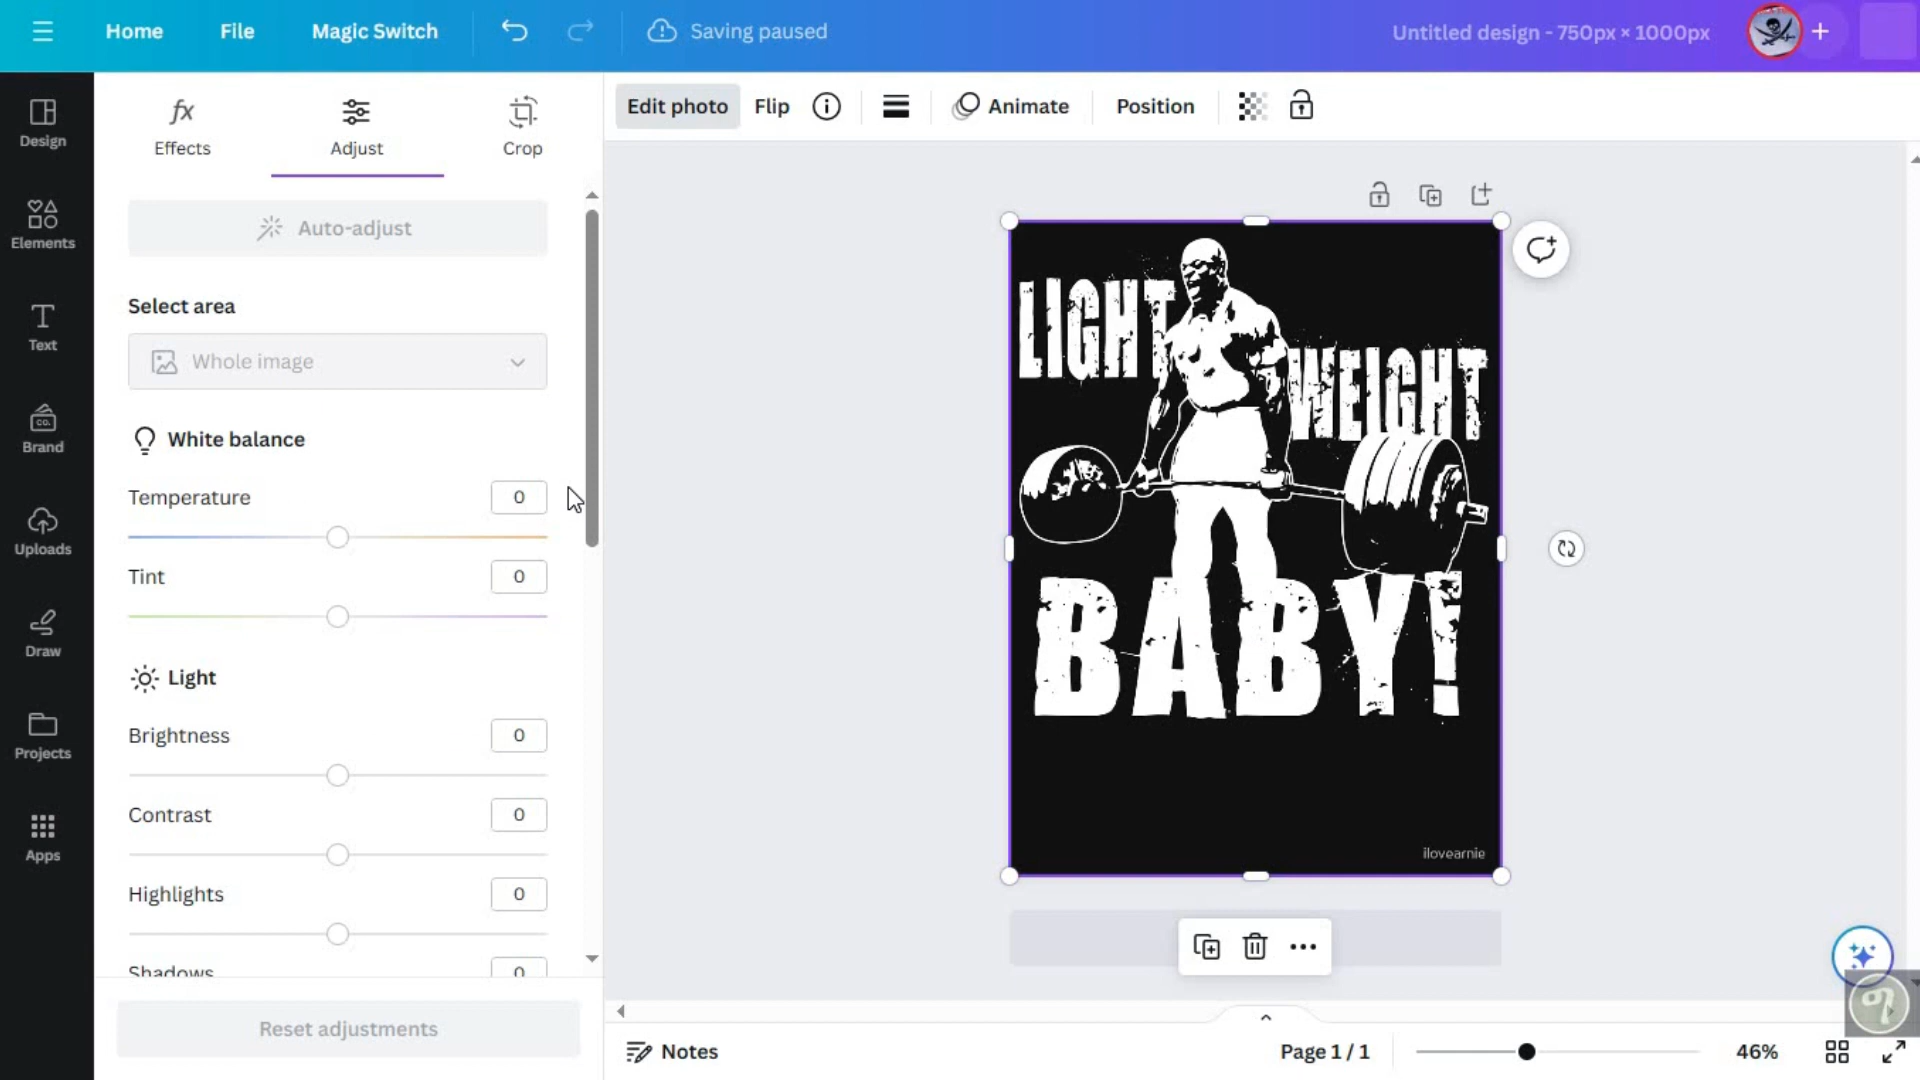 Home File Magic Switch Saving paused Untitled design - 750px × 1000px
Design
Elements
Text
Brand
Uploads
Draw
Projects
Apps
Effects Adjust Crop
Auto-adjust
Select area
Whole image
White balance
Temperature 0
Tint 0
Light
Brightness 0
Contrast 0
Highlights 0
Shadows 0
Reset adjustments
Edit photo Flip Animate Position
LIGHT
WEIGHT
BABY!
ilovearnie
Notes Page 1 / 1 46%